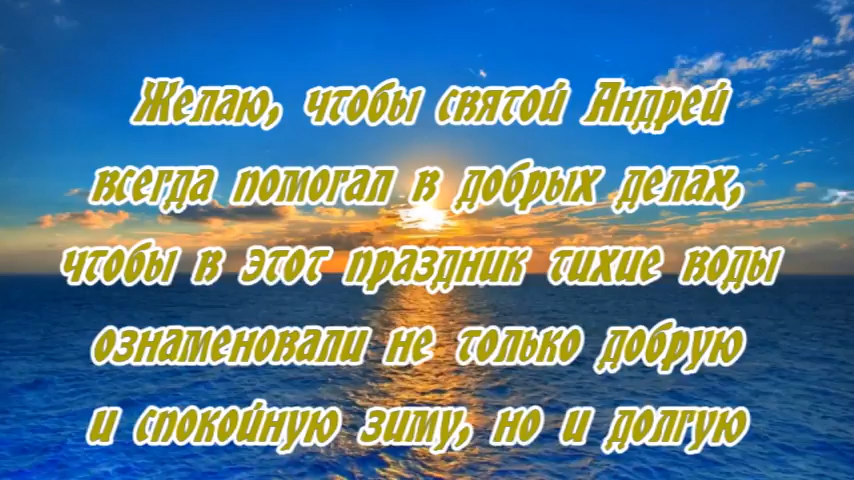 Желаю, чтобы святой Андрей
всегда помогал в добрых делах,
чтобы в этот праздник тихие воды
ознаменовали не только добрую
и спокойную зиму, но и долгую